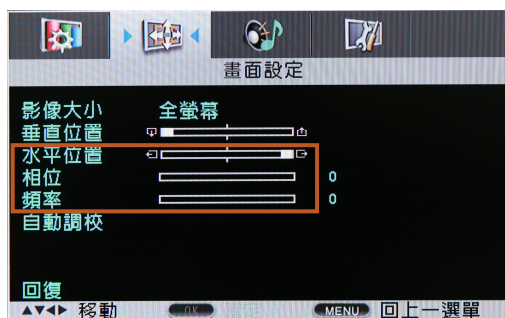 畫面設定
影像大小 全螢幕
垂直位置
水平位置
相位 0
頻率 0
自動調校
回復
移動 OK MENU 回上一選單